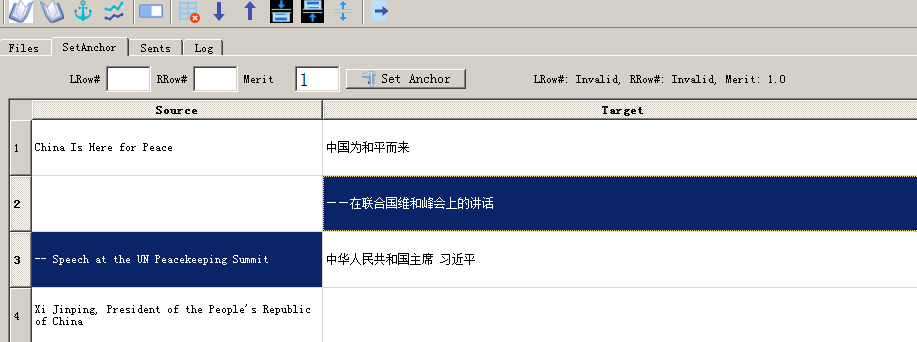 Files SetAnchor Sents Log
LRow# RRow# Merit 1 Set Anchor LRow#: Invalid, RRow#: Invalid, Merit: 1.0
Source Target
1 China Is Here for Peace 中国为和平而来
2 ——在联合国维和峰会上的讲话
3 -- Speech at the UN Peacekeeping Summit 中华人民共和国主席 习近平
4 Xi Jinping, President of the People's Republic
of China